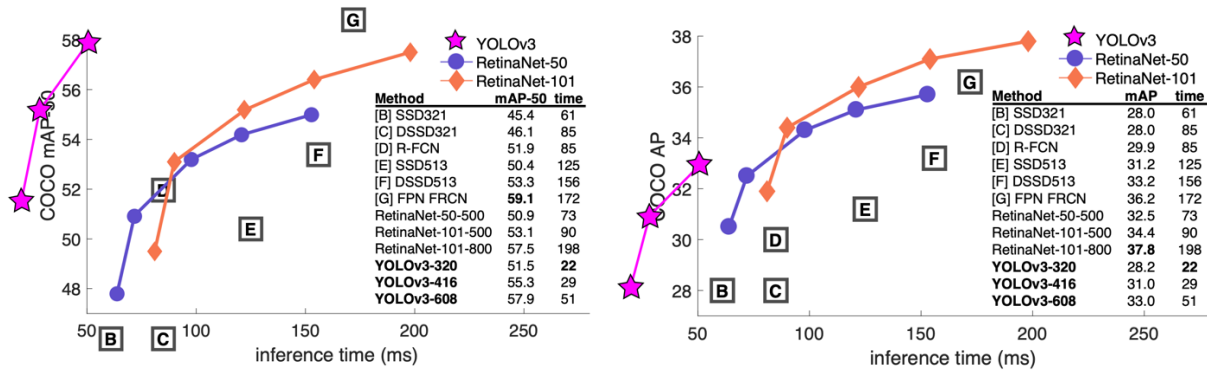 G
YOLOv3
RetinaNet-50
RetinaNet-101
Method mAP-50 time
[B] SSD321 45.4 61
[C] DSSD321 46.1 85
[D] R-FCN 51.9 85
[E] SSD513 50.4 125
[F] DSSD513 53.3 156
[G] FPN FRCN 59.1 172
RetinaNet-50-500 50.9 73
RetinaNet-101-500 53.1 90
RetinaNet-101-800 57.5 198
YOLOv3-320 51.5 22
YOLOv3-416 55.3 29
YOLOv3-608 57.9 51
58
56
54
52
50
48
COCO mAP-50
F
D
E
B
C
50 100 150 200 250
inference time (ms)
YOLOv3
RetinaNet-50
RetinaNet-101
Method mAP time
[B] SSD321 28.0 61
[C] DSSD321 28.0 85
[D] R-FCN 29.9 85
[E] SSD513 31.2 125
[F] DSSD513 33.2 156
[G] FPN FRCN 36.2 172
RetinaNet-50-500 32.5 73
RetinaNet-101-500 34.4 90
RetinaNet-101-800 37.8 198
YOLOv3-320 28.2 22
YOLOv3-416 31.0 29
YOLOv3-608 33.0 51
38
36
34
32
30
28
COCO AP
G
F
E
D
B
C
50 100 150 200 250
inference time (ms)